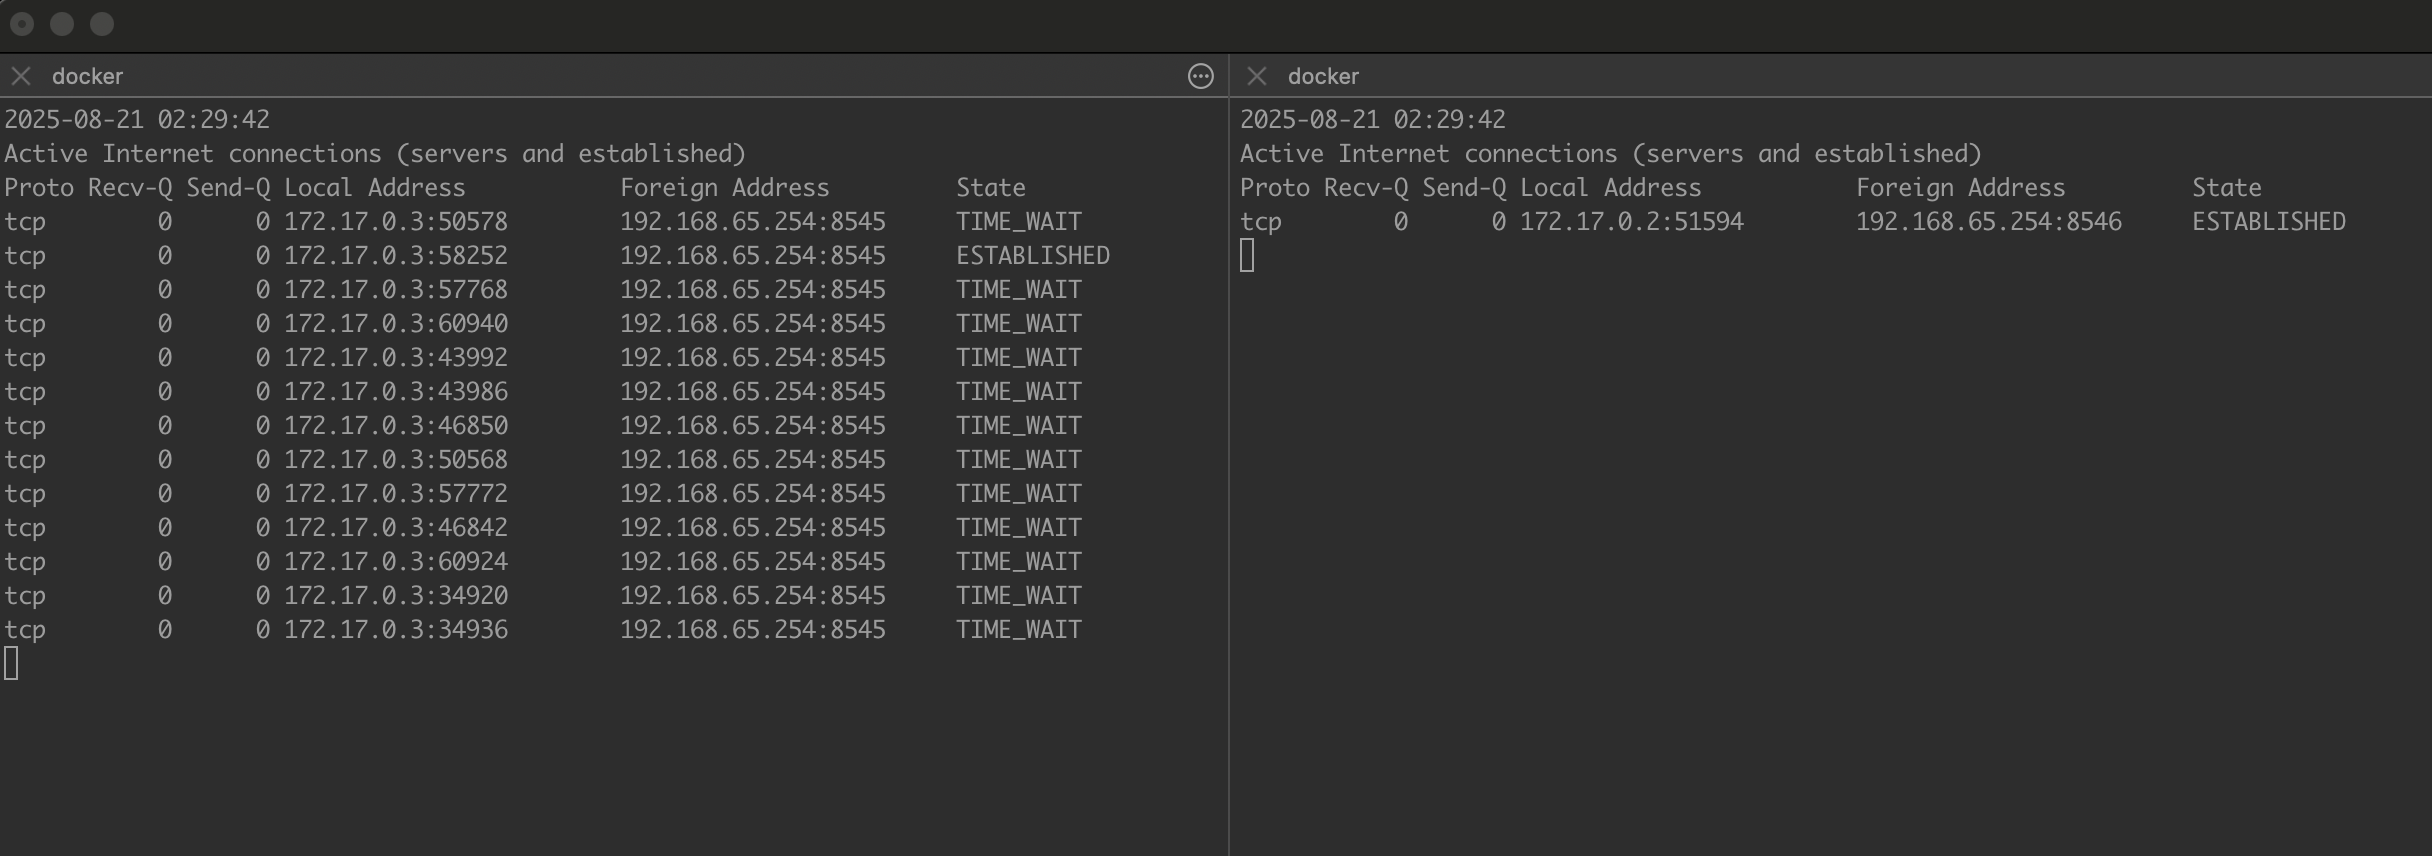 docker
2025-08-21 02:29:42
Active Internet connections (servers and established)
Proto Recv-Q Send-Q Local Address           Foreign Address         State
tcp        0      0 172.17.0.3:50578        192.168.65.254:8545     TIME_WAIT
tcp        0      0 172.17.0.3:58252        192.168.65.254:8545     ESTABLISHED
tcp        0      0 172.17.0.3:57768        192.168.65.254:8545     TIME_WAIT
tcp        0      0 172.17.0.3:60940        192.168.65.254:8545     TIME_WAIT
tcp        0      0 172.17.0.3:43992        192.168.65.254:8545     TIME_WAIT
tcp        0      0 172.17.0.3:43986        192.168.65.254:8545     TIME_WAIT
tcp        0      0 172.17.0.3:46850        192.168.65.254:8545     TIME_WAIT
tcp        0      0 172.17.0.3:50568        192.168.65.254:8545     TIME_WAIT
tcp        0      0 172.17.0.3:57772        192.168.65.254:8545     TIME_WAIT
tcp        0      0 172.17.0.3:46842        192.168.65.254:8545     TIME_WAIT
tcp        0      0 172.17.0.3:60924        192.168.65.254:8545     TIME_WAIT
tcp        0      0 172.17.0.3:34920        192.168.65.254:8545     TIME_WAIT
tcp        0      0 172.17.0.3:34936        192.168.65.254:8545     TIME_WAIT
docker
2025-08-21 02:29:42
Active Internet connections (servers and established)
Proto Recv-Q Send-Q Local Address           Foreign Address         State
tcp        0      0 172.17.0.2:51594        192.168.65.254:8546     ESTABLISHED